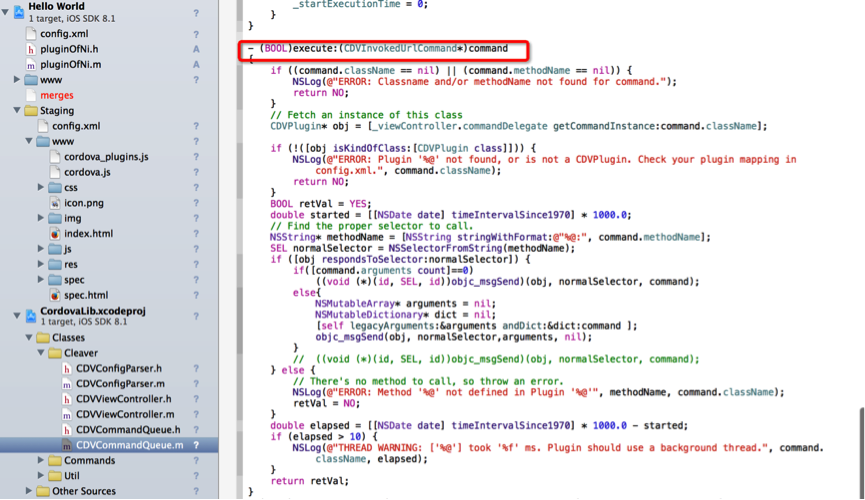 Hello World
1 target, iOS SDK 8.1
?
config.xml
?
pluginOfNi.h
A
pluginOfNi.m
A
www
?
merges
Staging
config.xml
?
www
?
cordova_plugins.js
?
cordova.js
?
css
?
icon.png
?
img
?
index.html
?
js
?
res
?
spec
?
spec.html
?
CordovaLib.xcodeproj
1 target, iOS SDK 8.1
?
Classes
Cleaver
CDVConfigParser.h
?
CDVConfigParser.m
?
CDVViewController.h
?
CDVViewController.m
?
CDVCommandQueue.h
?
CDVCommandQueue.m
?
Commands
?
Util
?
Other Sources
?
_startExecutionTime = 0;
}
}
- (BOOL)execute:(CDVInvokedUrlCommand*)command
{
if ((command.className == nil) || (command.methodName == nil)) {
NSLog(@"ERROR: Classname and/or methodName not found for command.");
return NO;
}
// Fetch an instance of this class
CDVPlugin* obj = [_viewController.commandDelegate getCommandInstance:command.className];
if (!([obj isKindOfClass:[CDVPlugin class]])) {
NSLog(@"ERROR: Plugin '%@' not found, or is not a CDVPlugin. Check your plugin mapping in
config.xml.", command.className);
return NO;
}
BOOL retVal = YES;
double started = [[NSDate date] timeIntervalSince1970] * 1000.0;
// Find the proper selector to call.
NSString* methodName = [NSString stringWithFormat:@"%@:", command.methodName];
SEL normalSelector = NSSelectorFromString(methodName);
if ([obj respondsToSelector:normalSelector]) {
if([command.arguments count]==0)
((void (*)(id, SEL, id))objc_msgSend)(obj, normalSelector, command);
else{
NSMutableArray* arguments = nil;
NSMutableDictionary* dict = nil;
[self legacyArguments:&arguments andDict:&dict:command ];
objc_msgSend(obj, normalSelector,arguments, nil);
}
// ((void (*)(id, SEL, id))objc_msgSend)(obj, normalSelector, command);
} else {
// There's no method to call, so throw an error.
NSLog(@"ERROR: Method '%@' not defined in Plugin '%@'", methodName, command.className);
retVal = NO;
}
double elapsed = [[NSDate date] timeIntervalSince1970] * 1000.0 - started;
if (elapsed > 10) {
NSLog(@"THREAD WARNING: ['%@'] took '%f' ms. Plugin should use a background thread.", command.
className, elapsed);
}
return retVal;
}